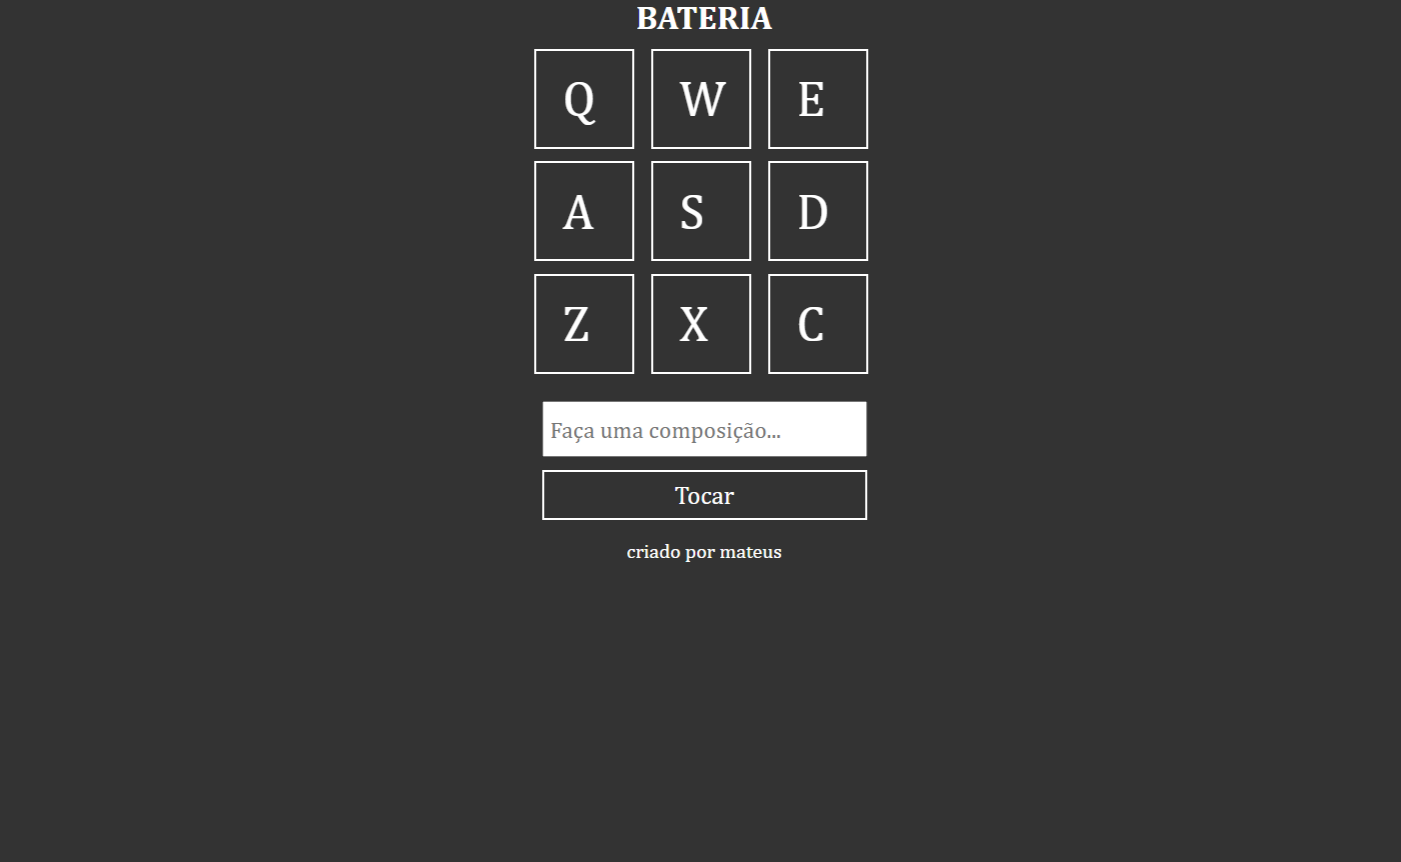 BATERIA
Q W E
A S D
Z X C
Faça uma composição...
Tocar
criado por mateus